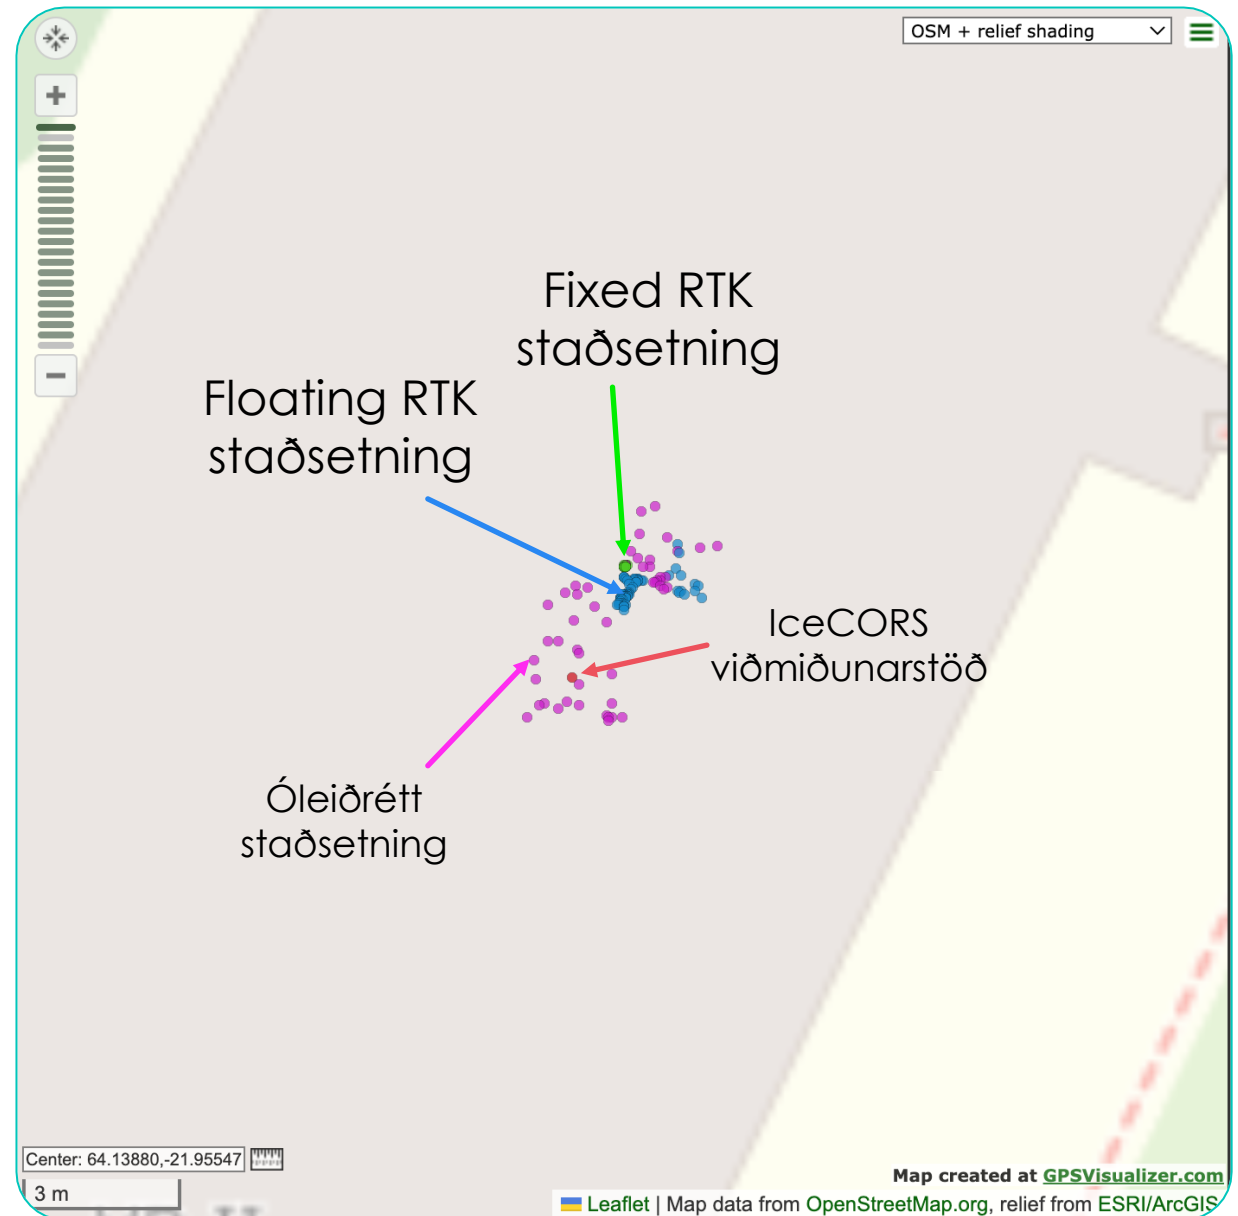 OSM + relief shading
Fixed RTK
staðsetning
Floating RTK
staðsetning
IceCORS
viðmiðunarstöð
Óleiðrétt
staðsetning
Center: 64.13880,-21.95547
3 m
Map created at GPSVisualizer.com
Leaflet | Map data from OpenStreetMap.org, relief from ESRI/ArcGIS